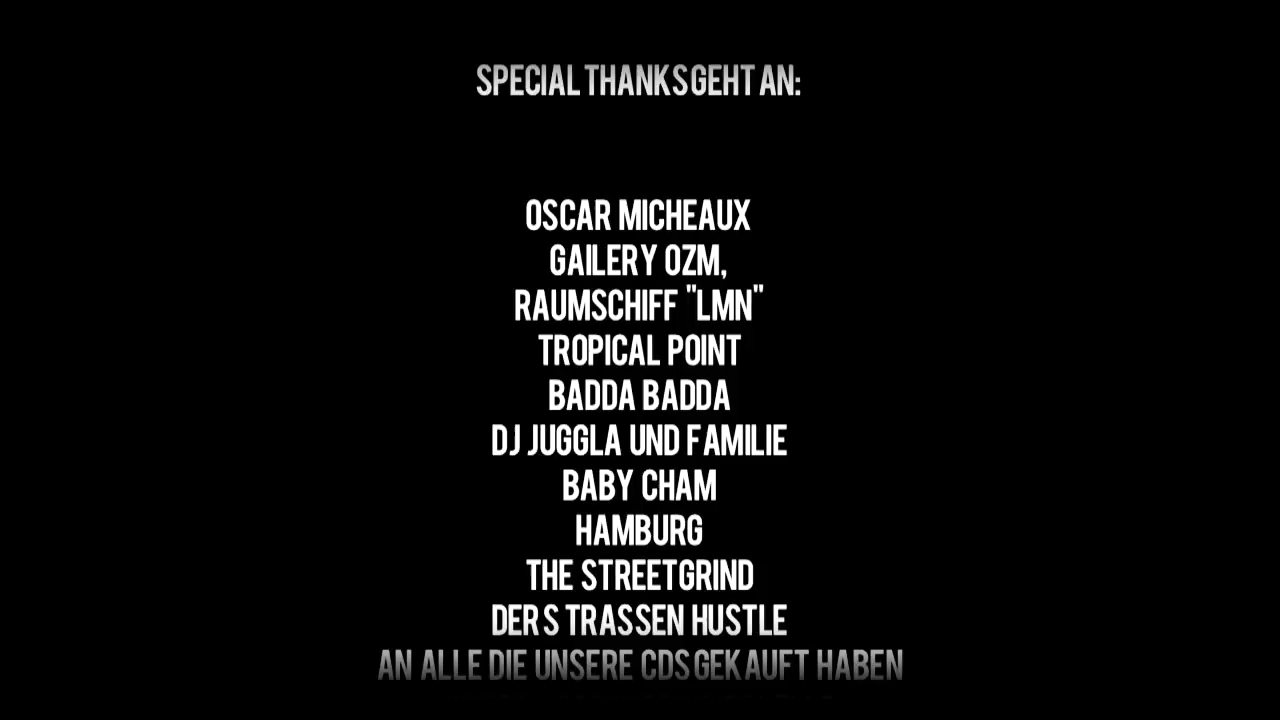 SPECIAL THANKS GEHT AN:
OSCAR MICHEAUX
GAILERY OZM,
RAUMSCHIFF "LMN"
TROPICAL POINT
BADDA BADDA
DJ JUGGLA UND FAMILIE
BABY CHAM
HAMBURG
THE STREETGRIND
DER STRASSEN HUSTLE
AN ALLE DIE UNSERE CDS GEKAUFT HABEN